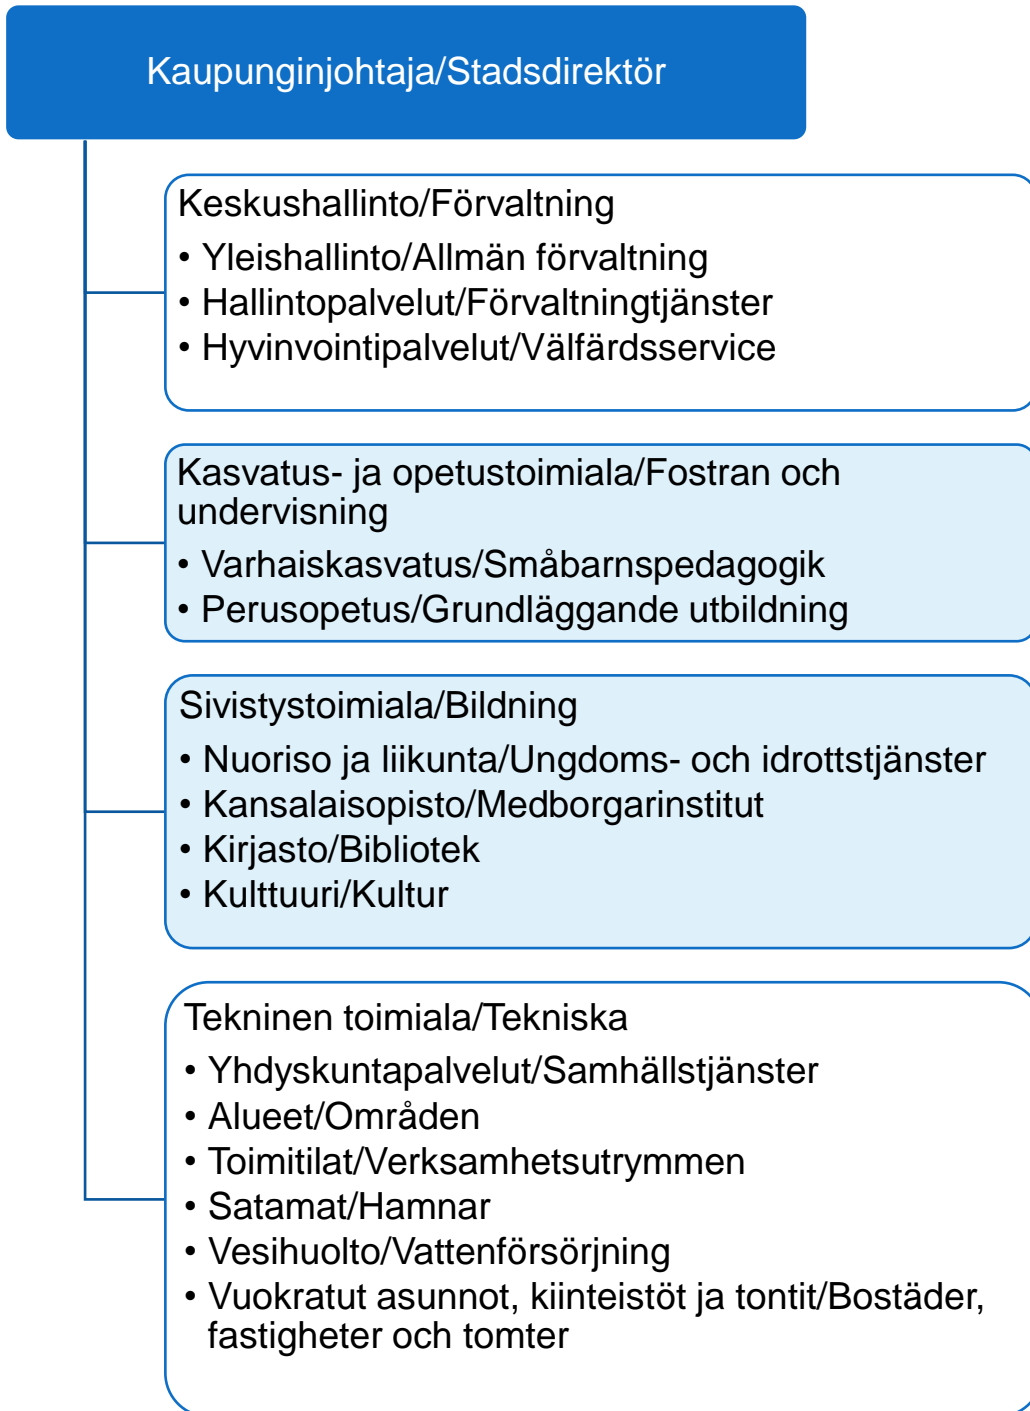 Kaupunginjohtaja/Stadsdirektör
Keskushallinto/Förvaltning
• Yleishallinto/Allmän förvaltning
• Hallintopalvelut/Förvaltningtjänster
• Hyvinvointipalvelut/Välfärdsservice
Kasvatus- ja opetustoimiala/Fostran och
undervisning
• Varhaiskasvatus/Småbarnspedagogik
• Perusopetus/Grundläggande utbildning
Sivistystoimiala/Bildning
• Nuoriso ja liikunta/Ungdoms- och idrottstjänster
• Kansalaisopisto/Medborgarinstitut
• Kirjasto/Bibliotek
• Kulttuuri/Kultur
Tekninen toimiala/Tekniska
• Yhdyskuntapalvelut/Samhällstjänster
• Alueet/Områden
• Toimitilat/Verksamhetsutrymmen
• Satamat/Hamnar
• Vesihuolto/Vattenförsörjning
• Vuokratut asunnot, kiinteistöt ja tontit/Bostäder,
fastigheter och tomter